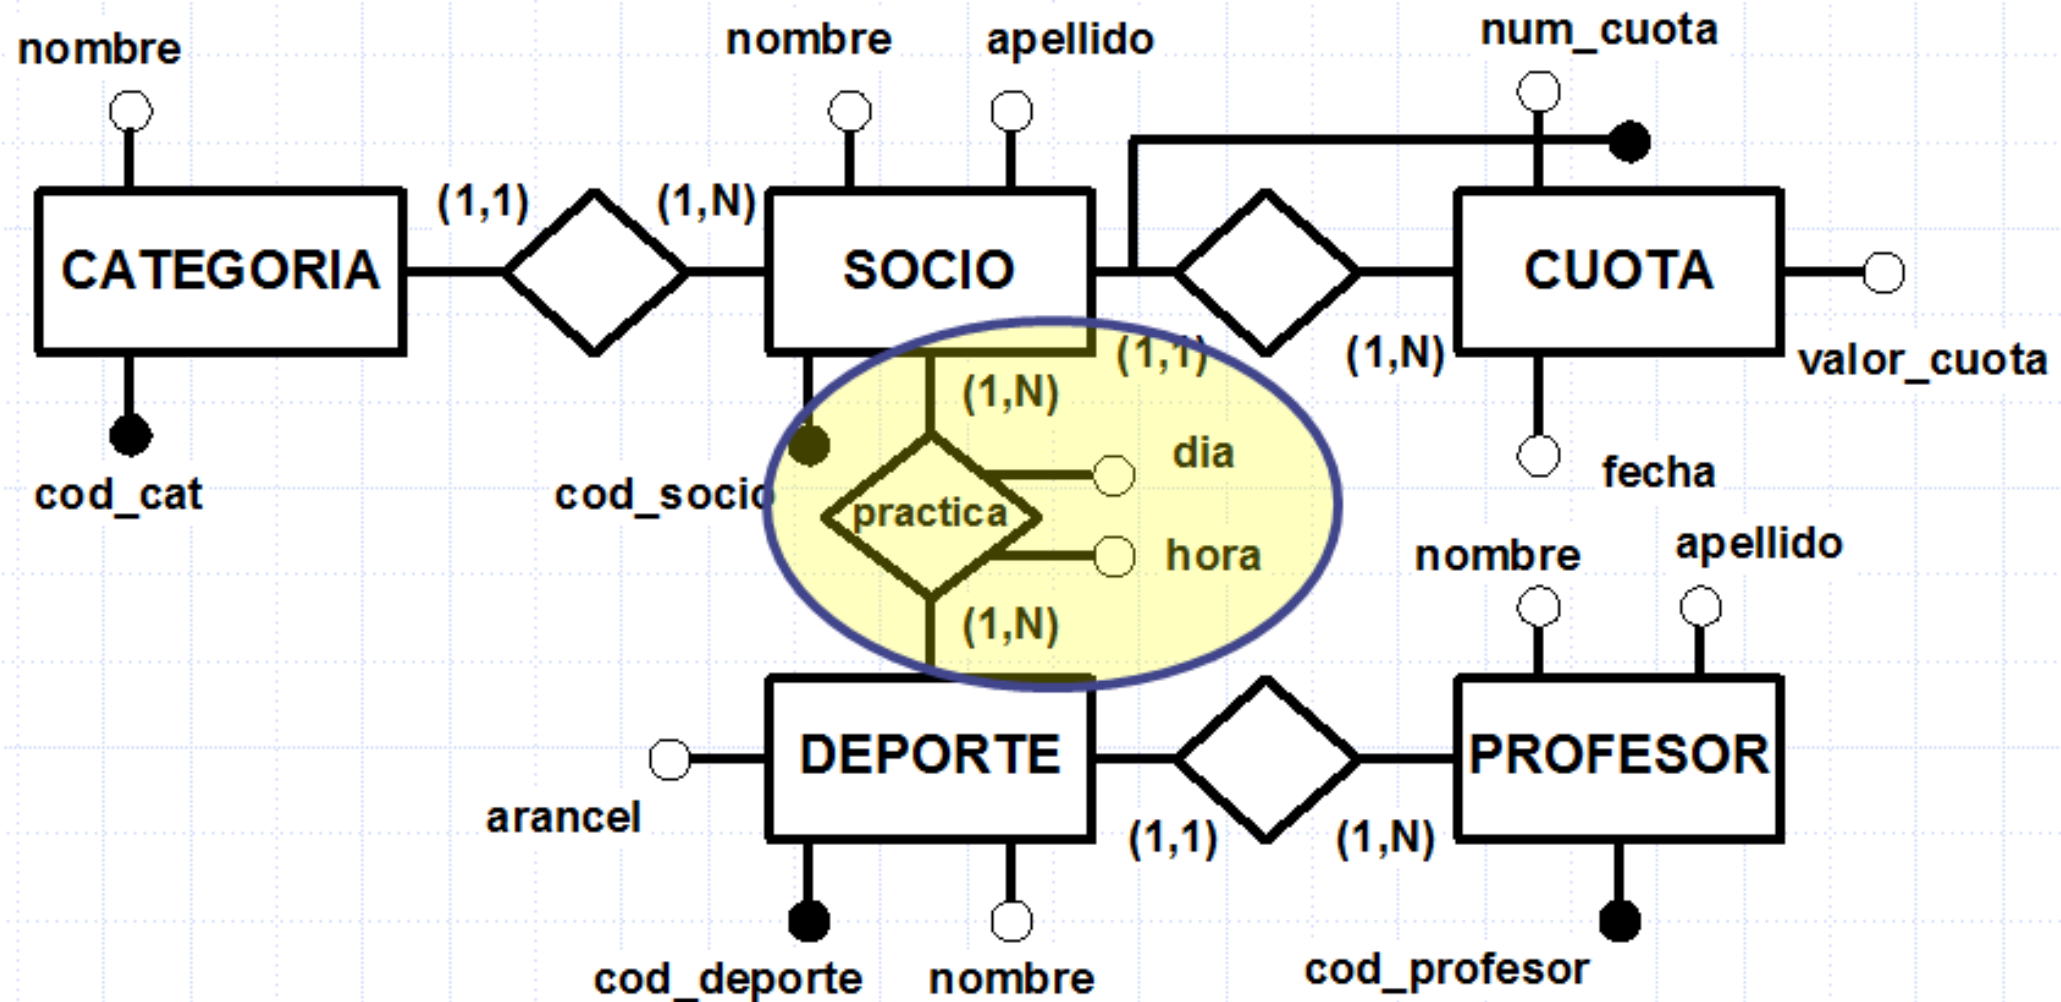 nombre
nombre
apellido
num_cuota
(1,1)
(1,N)
CATEGORIA
SOCIO
CUOTA
(1,1)
(1,N)
valor_cuota
(1,N)
cod_cat
cod_socio
dia
fecha
practica
hora
nombre
apellido
(1,N)
DEPORTE
PROFESOR
arancel
(1,1)
(1,N)
cod_deporte
nombre
cod_profesor